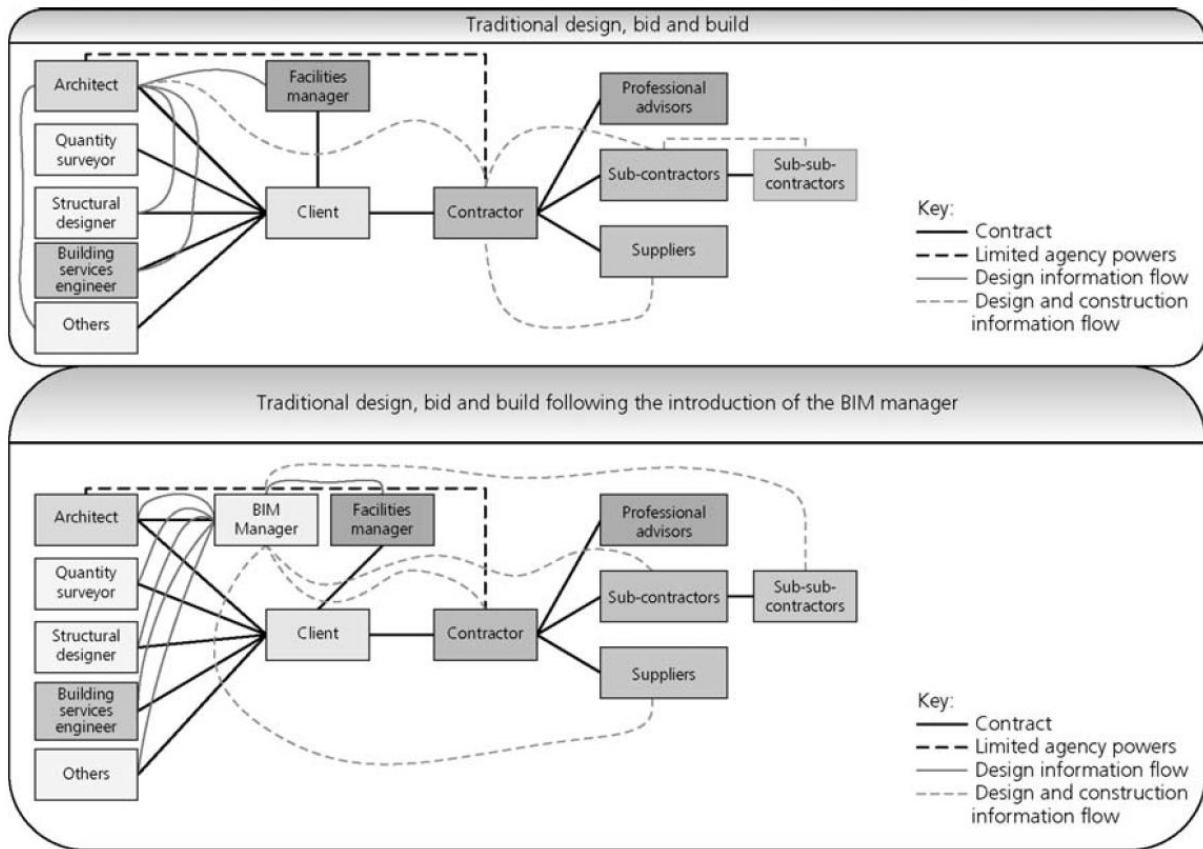 Traditional design, bid and build
Architect
Facilities
manager
Professional
advisors
Quantity
surveyor
Sub-contractors
Sub-sub-
contractors
Structural
designer
Client
Contractor
Building
services
engineer
Suppliers
Others
Key:
Contract
Limited agency powers
Design information flow
Design and construction
information flow
Traditional design, bid and build following the introduction of the BIM manager
Architect
BIM
Manager
Facilities
manager
Professional
advisors
Quantity
surveyor
Sub-contractors
Sub-sub-
contractors
Structural
designer
Client
Contractor
Suppliers
Building
services
engineer
Others
Key:
Contract
Limited agency powers
Design information flow
Design and construction
information flow